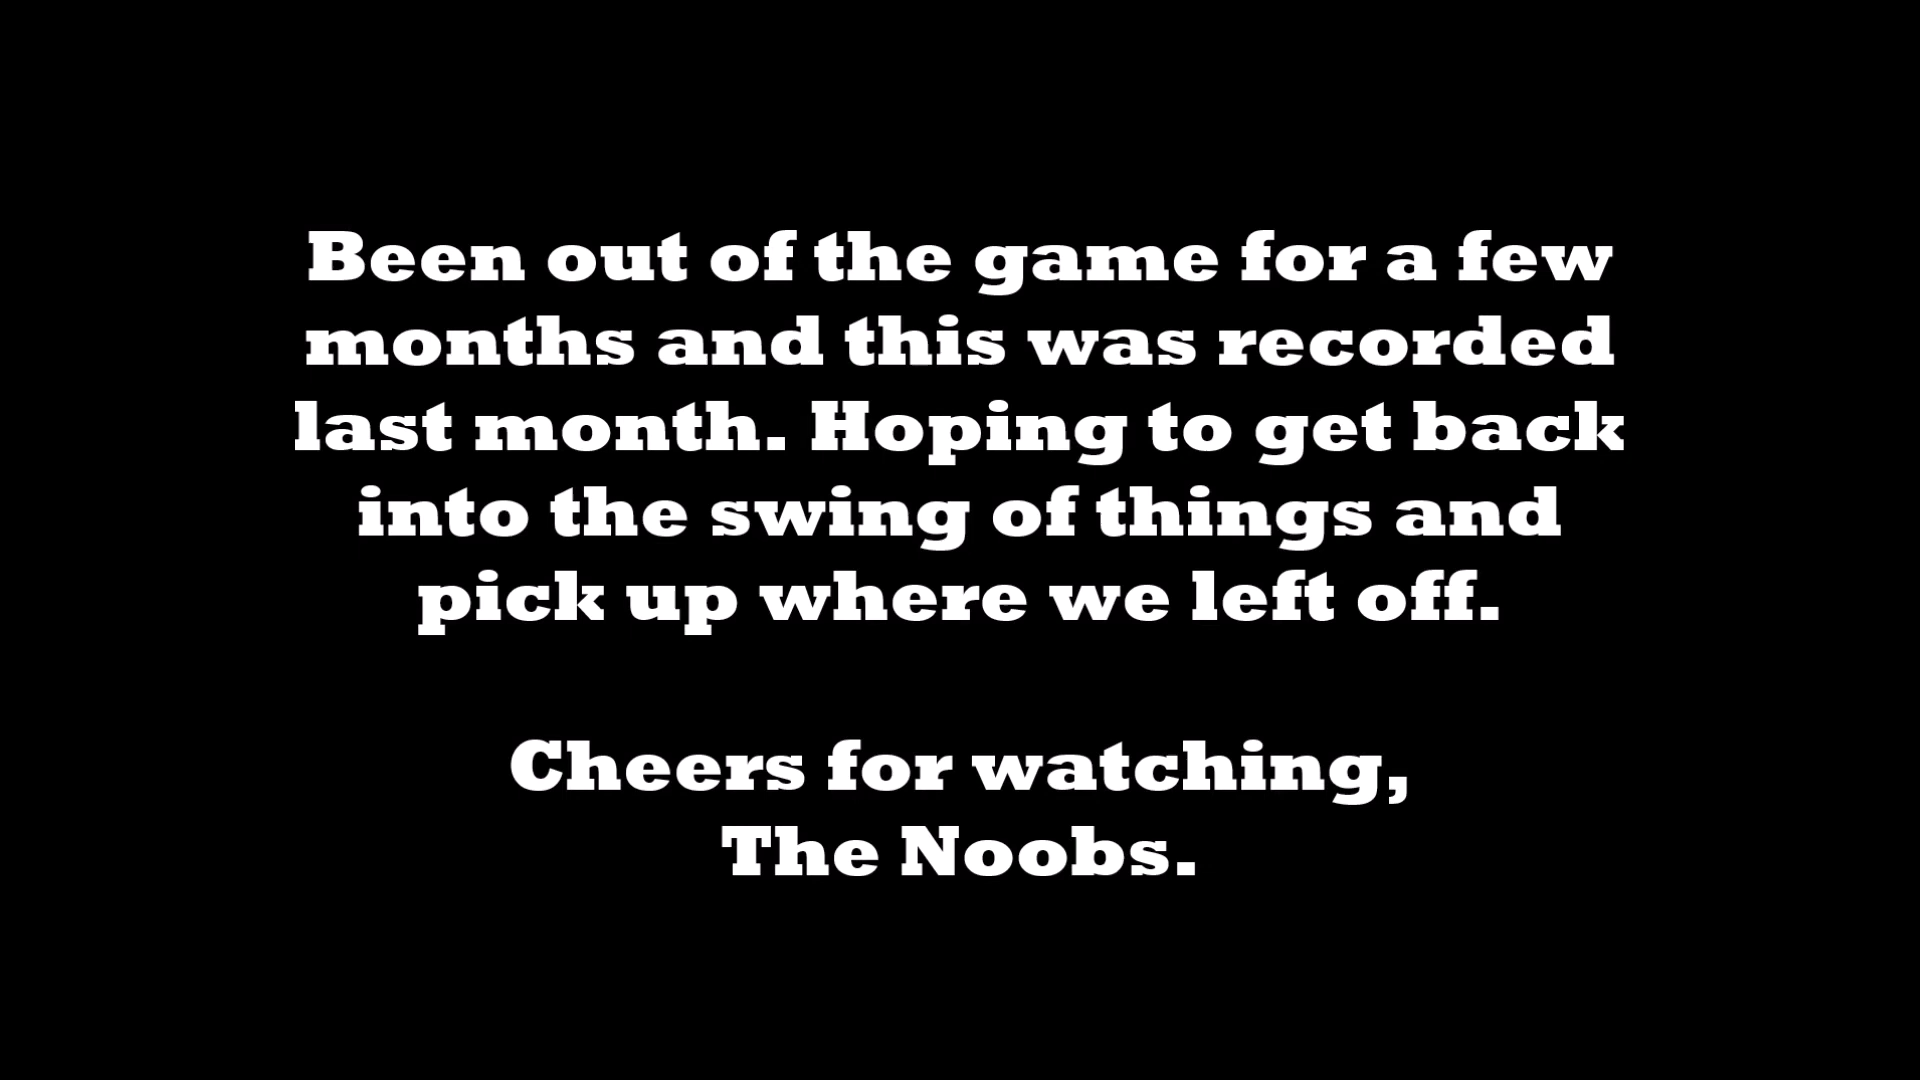 Been out of the game for a few
months and this was recorded
last month. Hoping to get back
into the swing of things and
pick up where we left off.
Cheers for watching,
The Noobs.